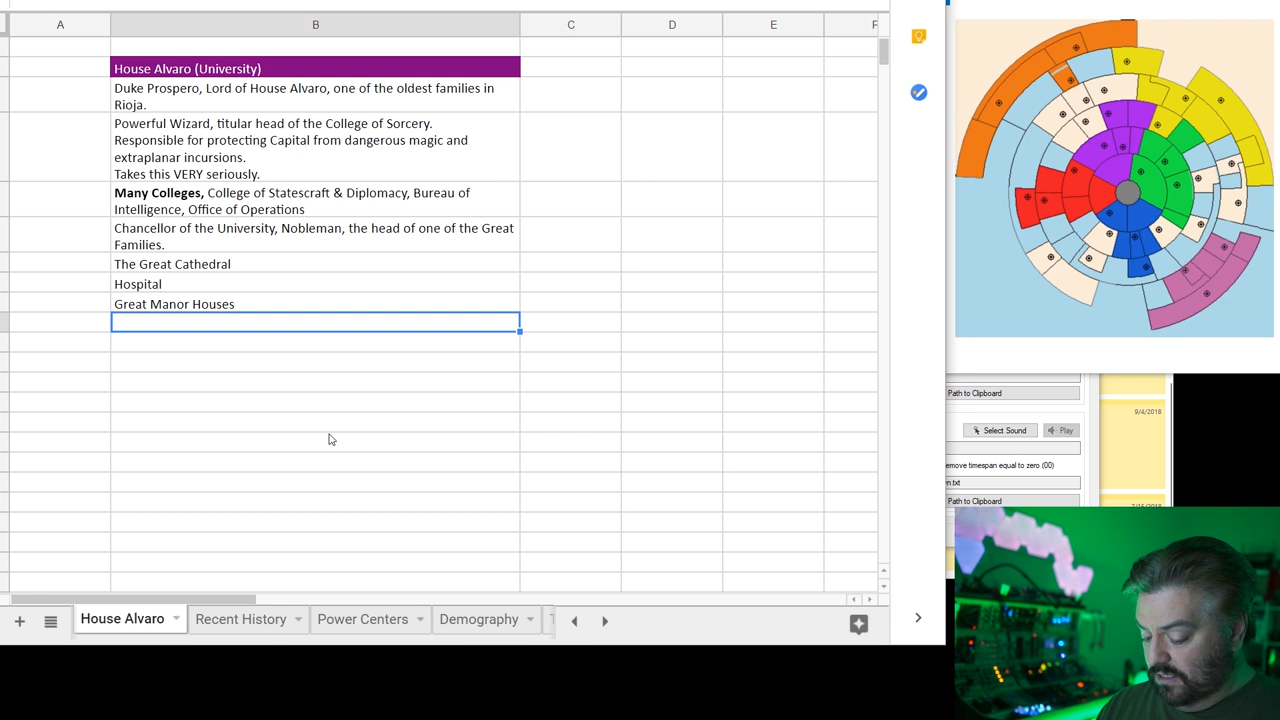 A
B
C
D
E
F
House Alvaro (University)
Duke Prospero, Lord of House Alvaro, one of the oldest families in
Rioja.
Powerful Wizard, titular head of the College of Sorcery.
Responsible for protecting Capital from dangerous magic and
extraplanar incursions.
Takes this VERY seriously.
Many Colleges, College of Statescraft & Diplomacy, Bureau of
Intelligence, Office of Operations
Chancellor of the University, Nobleman, the head of one of the Great
Families.
The Great Cathedral
Hospital
Great Manor Houses
House Alvaro
Recent History
Power Centers
Demography
Path to Clipboard
9/4/2018
Select Sound
Play
emove timespan equal to zero (00)
n.txt
Path to Clipboard